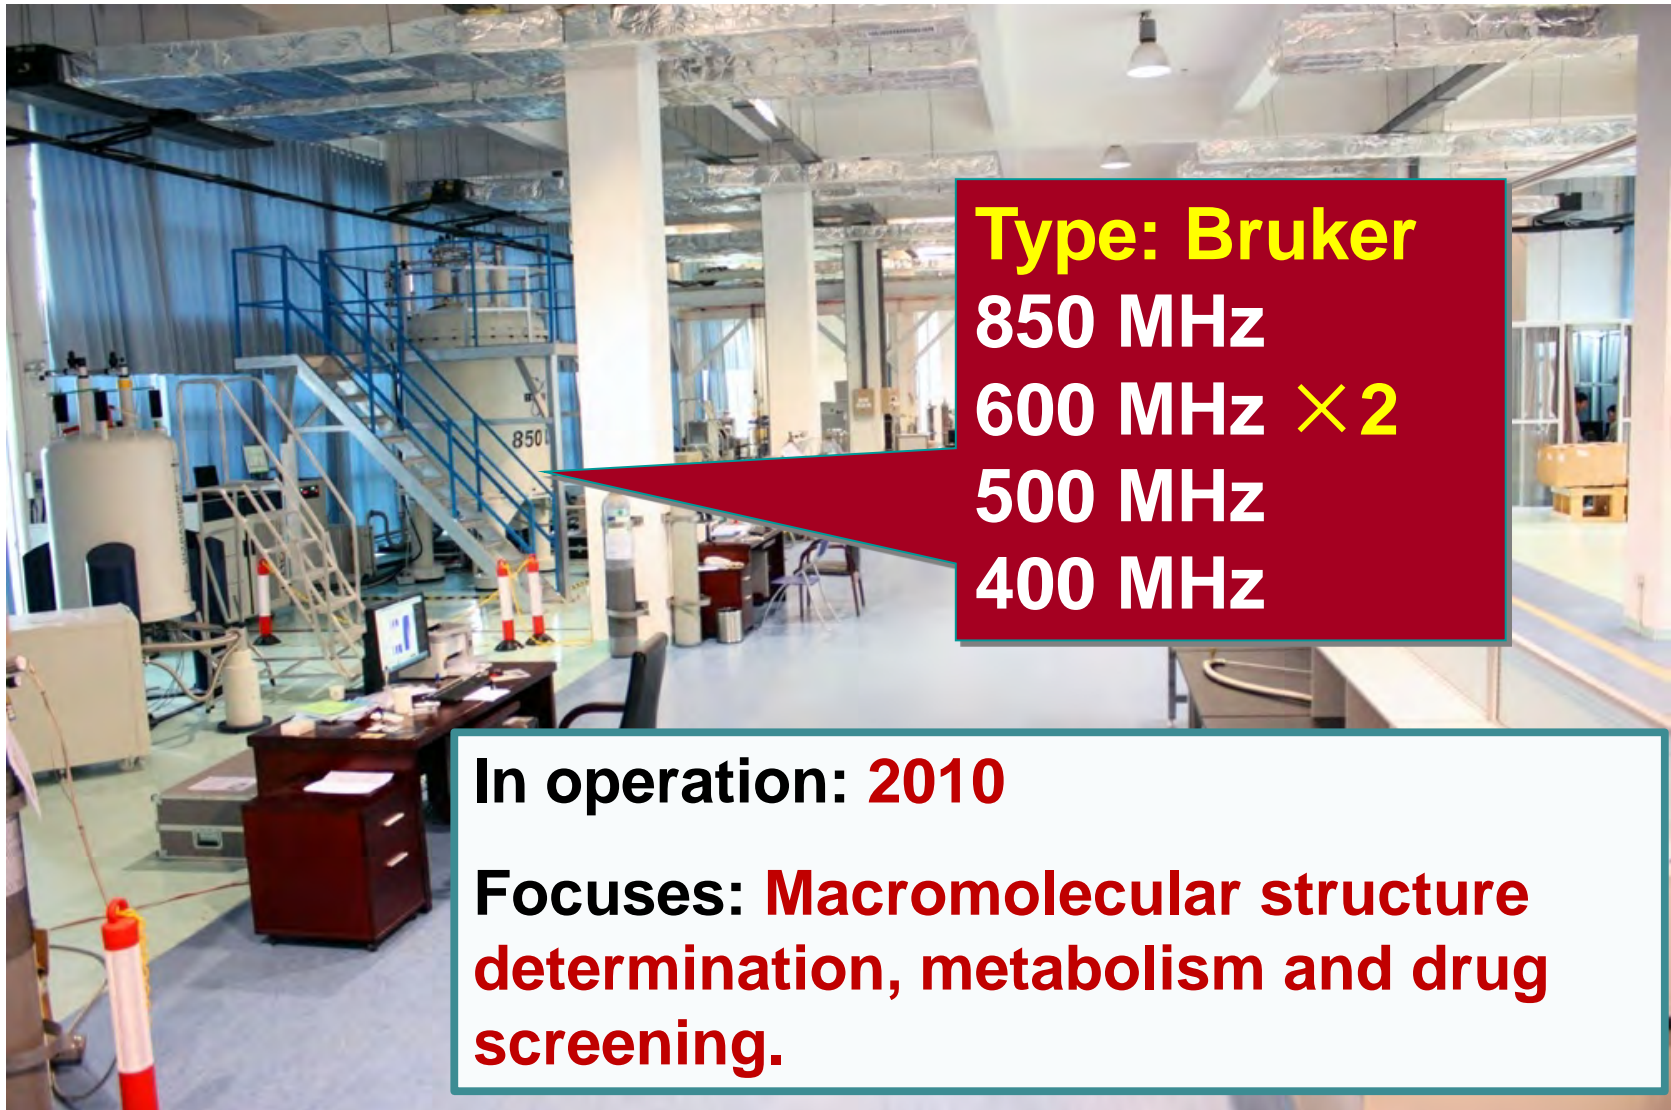 Type: Bruker
850 MHz
600 MHz ×2
500 MHz
400 MHz
850
In operation: 2010
Focuses: Macromolecular structure
determination, metabolism and drug
screening.